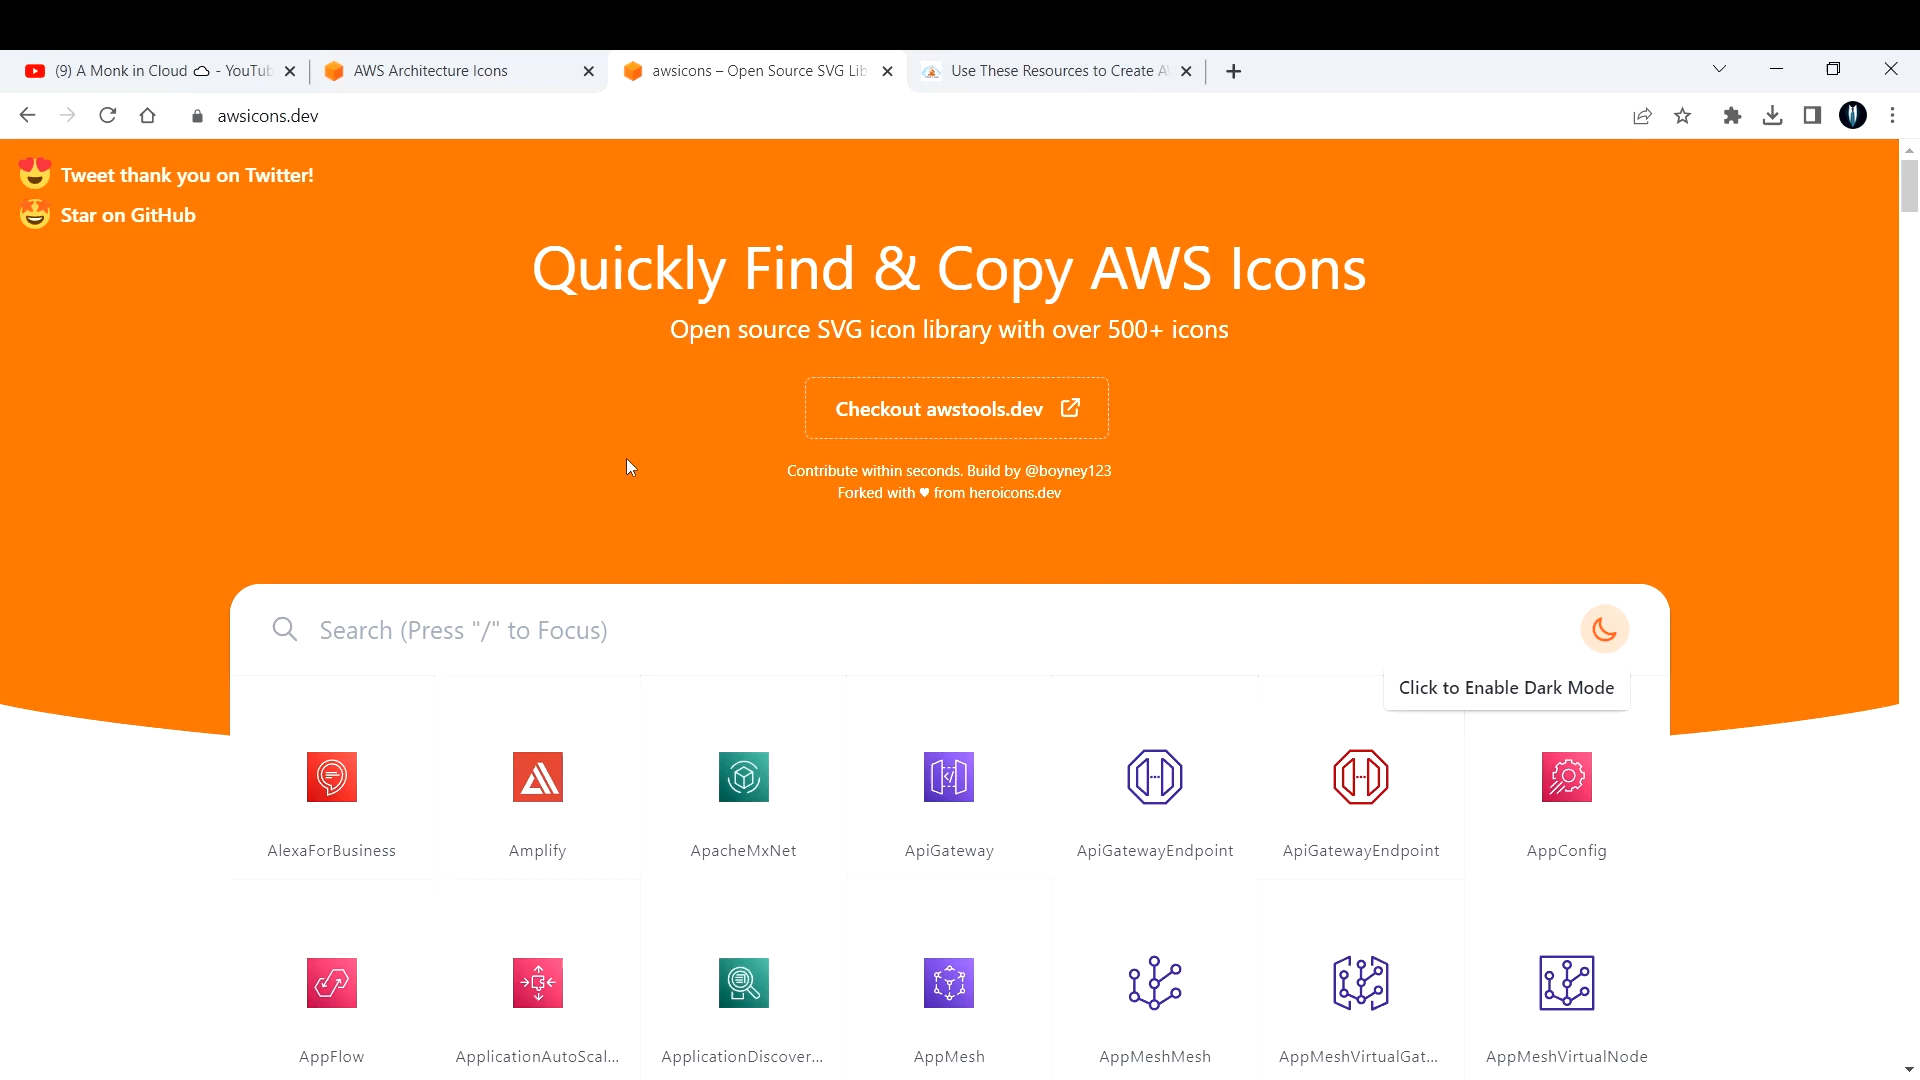 (9) A Monk in Cloud - YouTub
AWS Architecture Icons
awsicons – Open Source SVG Lib
Use These Resources to Create A
awsicons.dev
Tweet thank you on Twitter!
Star on GitHub
Quickly Find & Copy AWS Icons
Open source SVG icon library with over 500+ icons
Checkout awstools.dev
Contribute within seconds. Build by @boyney123
Forked with ♥ from heroicons.dev
Search (Press "/" to Focus)
Click to Enable Dark Mode
AlexaForBusiness
Amplify
ApacheMxNet
ApiGateway
ApiGatewayEndpoint
ApiGatewayEndpoint
AppConfig
AppFlow
ApplicationAutoScal...
ApplicationDiscover...
AppMesh
AppMeshMesh
AppMeshVirtualGat...
AppMeshVirtualNode